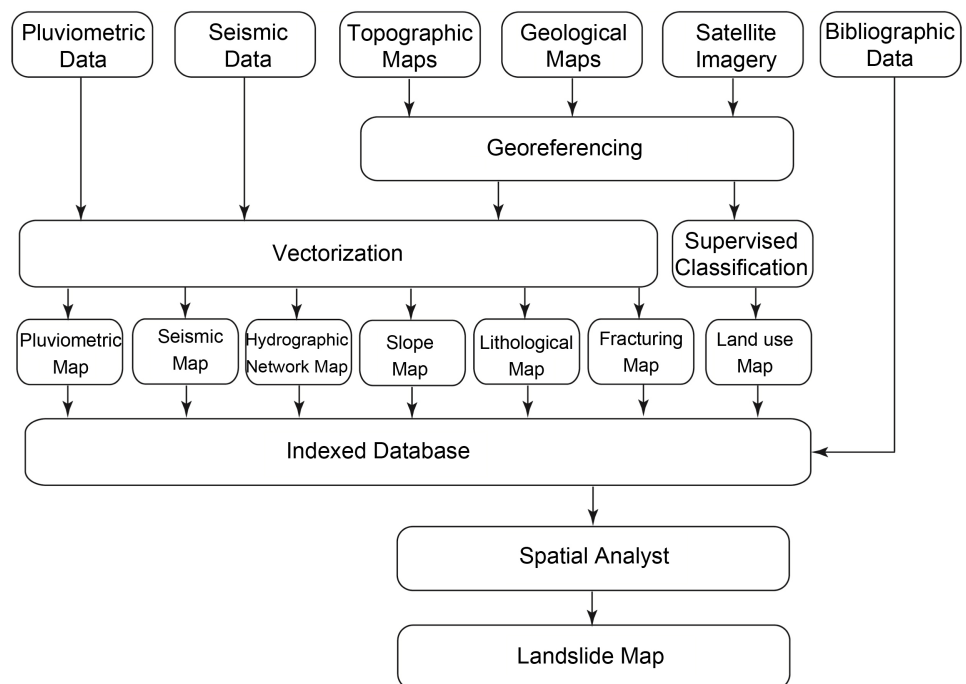 Pluviometric
Data
Seismic
Data
Topographic
Maps
Geological
Maps
Satellite
Imagery
Bibliographic
Data
Georeferencing
Vectorization
Supervised
Classification
Pluviometric
Map
Seismic
Map
Hydrographic
Network Map
Slope
Map
Lithological
Map
Fracturing
Map
Land use
Map
Indexed Database
Spatial Analyst
Landslide Map